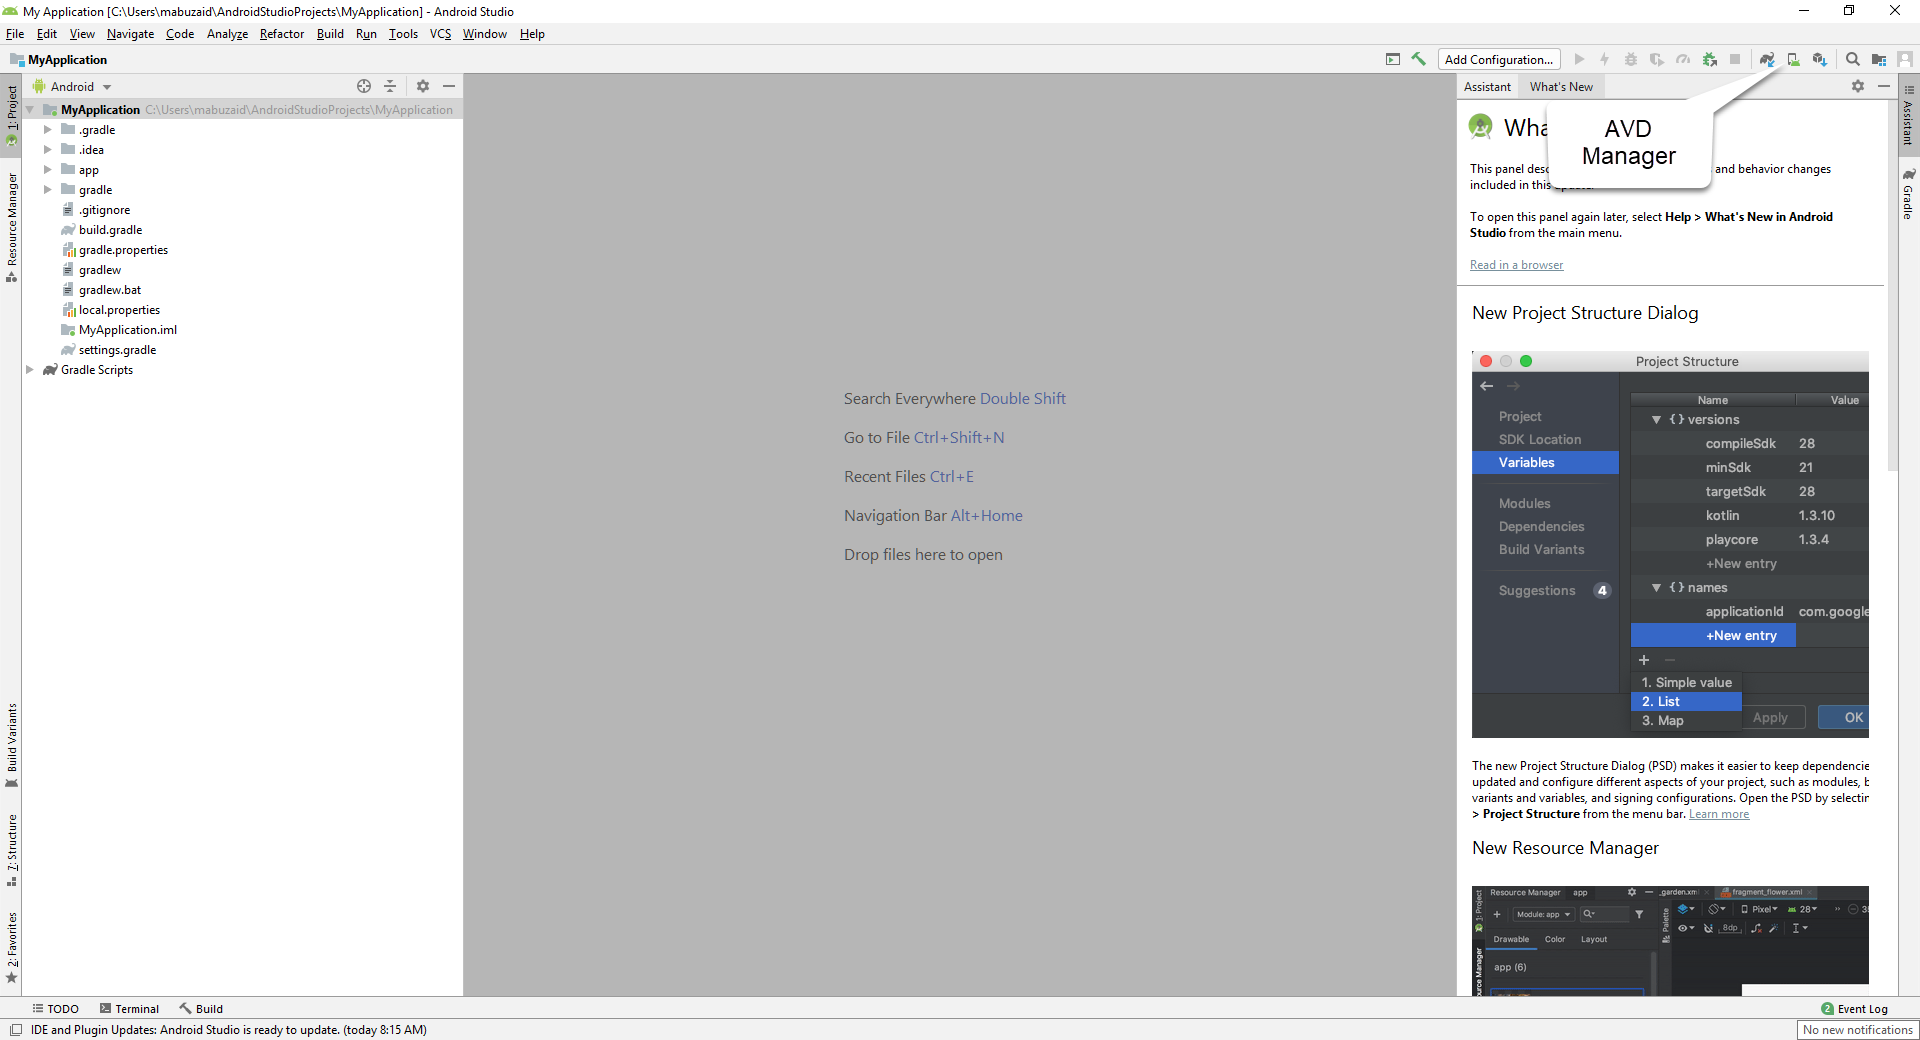 My Application [C:\Users\mabuzaid\AndroidStudioProjects\MyApplication] - Android Studio
File Edit View Navigate Code Analyze Refactor Build Run Tools VCS Window Help
MyApplication
Add Configuration...
1: Project
Resource Manager
Build Variants
7: Structure
2: Favorites
Android
MyApplication C:\Users\mabuzaid\AndroidStudioProjects\MyApplication
.gradle
.idea
app
gradle
.gitignore
build.gradle
gradle.properties
gradlew
gradlew.bat
local.properties
MyApplication.iml
settings.gradle
Gradle Scripts
Search Everywhere Double Shift
Go to File Ctrl+Shift+N
Recent Files Ctrl+E
Navigation Bar Alt+Home
Drop files here to open
Assistant What's New
AVD
Manager
This panel and behavior changes
included in this
To open this panel again later, select Help > What's New in Android
Studio from the main menu.
Read in a browser
New Project Structure Dialog
Project Structure
Project
SDK Location
Variables
Modules
Dependencies
Build Variants
Suggestions 4
Name Value
{} versions
compileSdk 28
minSdk 21
targetSdk 28
kotlin 1.3.10
playcore 1.3.4
+New entry
{} names
applicationId com.google
+New entry
+ −
1. Simple value
2. List
3. Map
Apply OK
The new Project Structure Dialog (PSD) makes it easier to keep dependencie
updated and configure different aspects of your project, such as modules, b
variants and variables, and signing configurations. Open the PSD by selectin
> Project Structure from the menu bar. Learn more
New Resource Manager
Resource Manager app
_garden.xml fragment_flower.xml
1: Project
Module: app
Palette
Pixel 28
8dp
Drawable Color Layout
app (6)
Assistant
Gradle
TODO Terminal Build
2 Event Log
IDE and Plugin Updates: Android Studio is ready to update. (today 8:15 AM)
No new notifications